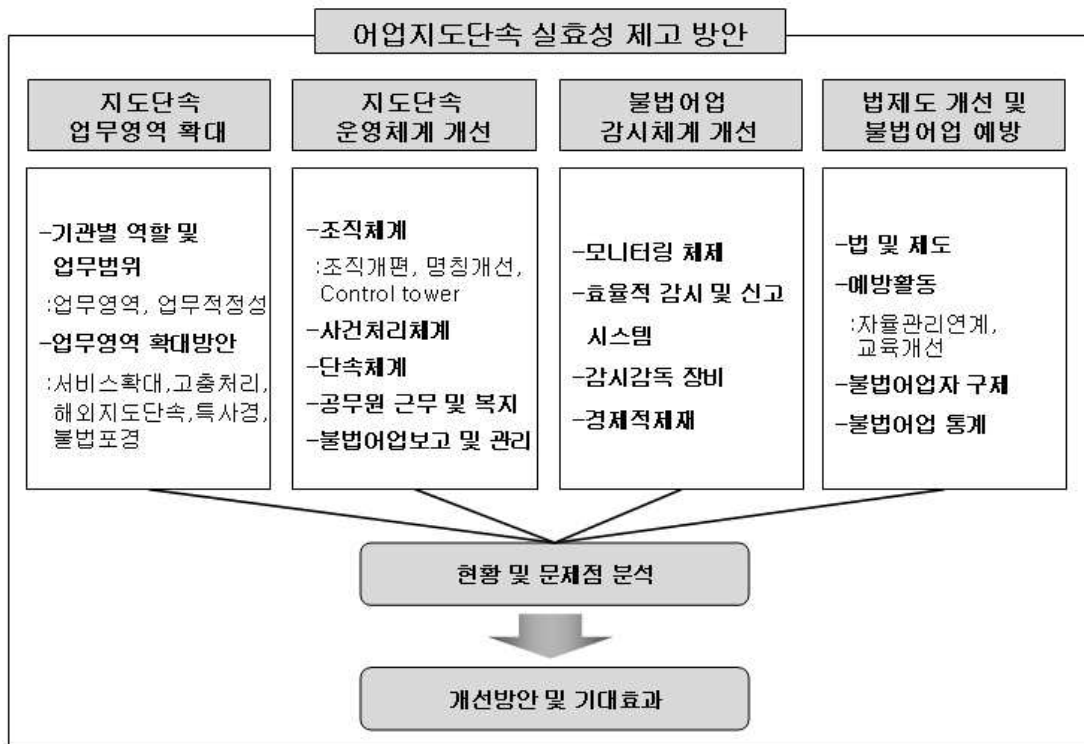 어업지도단속 실효성 제고 방안
지도단속
업무영역 확대
-기관별 역할 및
업무범위
:업무영역, 업무적정성
-업무영역 확대방안
:서비스확대,고충처리,
해외지도단속,특사경,
불법포경
지도단속
운영체계 개선
-조직체계
:조직개편, 명칭개선,
Control tower
-사건처리체계
-단속체계
-공무원 근무 및 복지
-불법어업보고 및 관리
불법어업
감시체계 개선
-모니터링 체제
-효율적 감시 및 신고
시스템
-감시감독 장비
-경제적제재
법제도 개선 및
불법어업 예방
-법 및 제도
-예방활동
:자율관리연계,
교육개선
-불법어업자 구제
-불법어업 통계
현황 및 문제점 분석
개선방안 및 기대효과